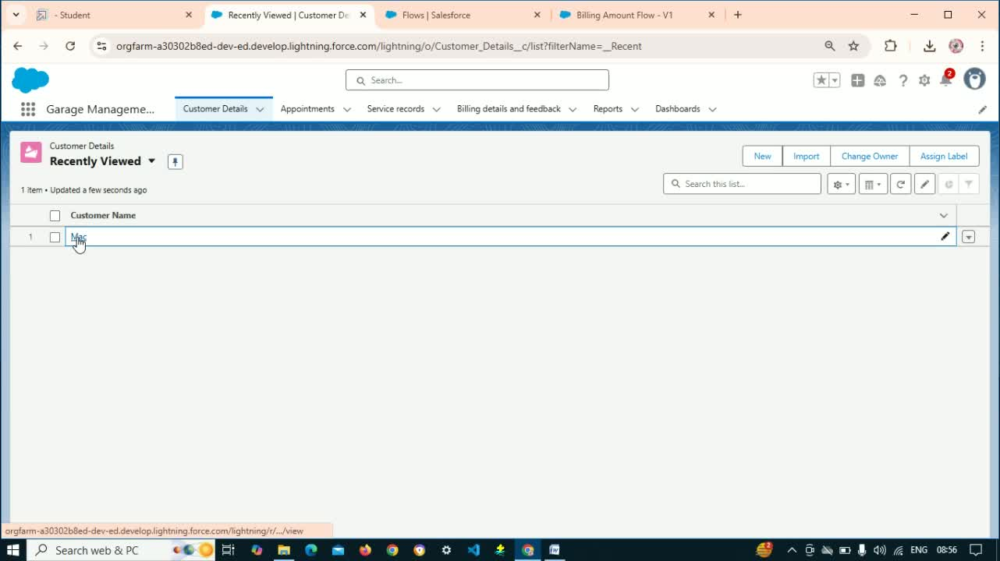 - Student
Recently Viewed | Customer De
Flows | Salesforce
Billing Amount Flow - V1
orgfarm-a30302b8ed-dev-ed.develop.lightning.force.com/lightning/o/Customer_Details__c/list?filterName=__Recent
Search...
2
Garage Manageme...
Customer Details
Appointments
Service records
Billing details and feedback
Reports
Dashboards
Customer Details
Recently Viewed
New
Import
Change Owner
Assign Label
1 item • Updated a few seconds ago
Search this list...
Customer Name
1
Mac
orgfarm-a30302b8ed-dev-ed.develop.lightning.force.com/lightning/r/.../view
Search web & PC
2
ENG
08:56